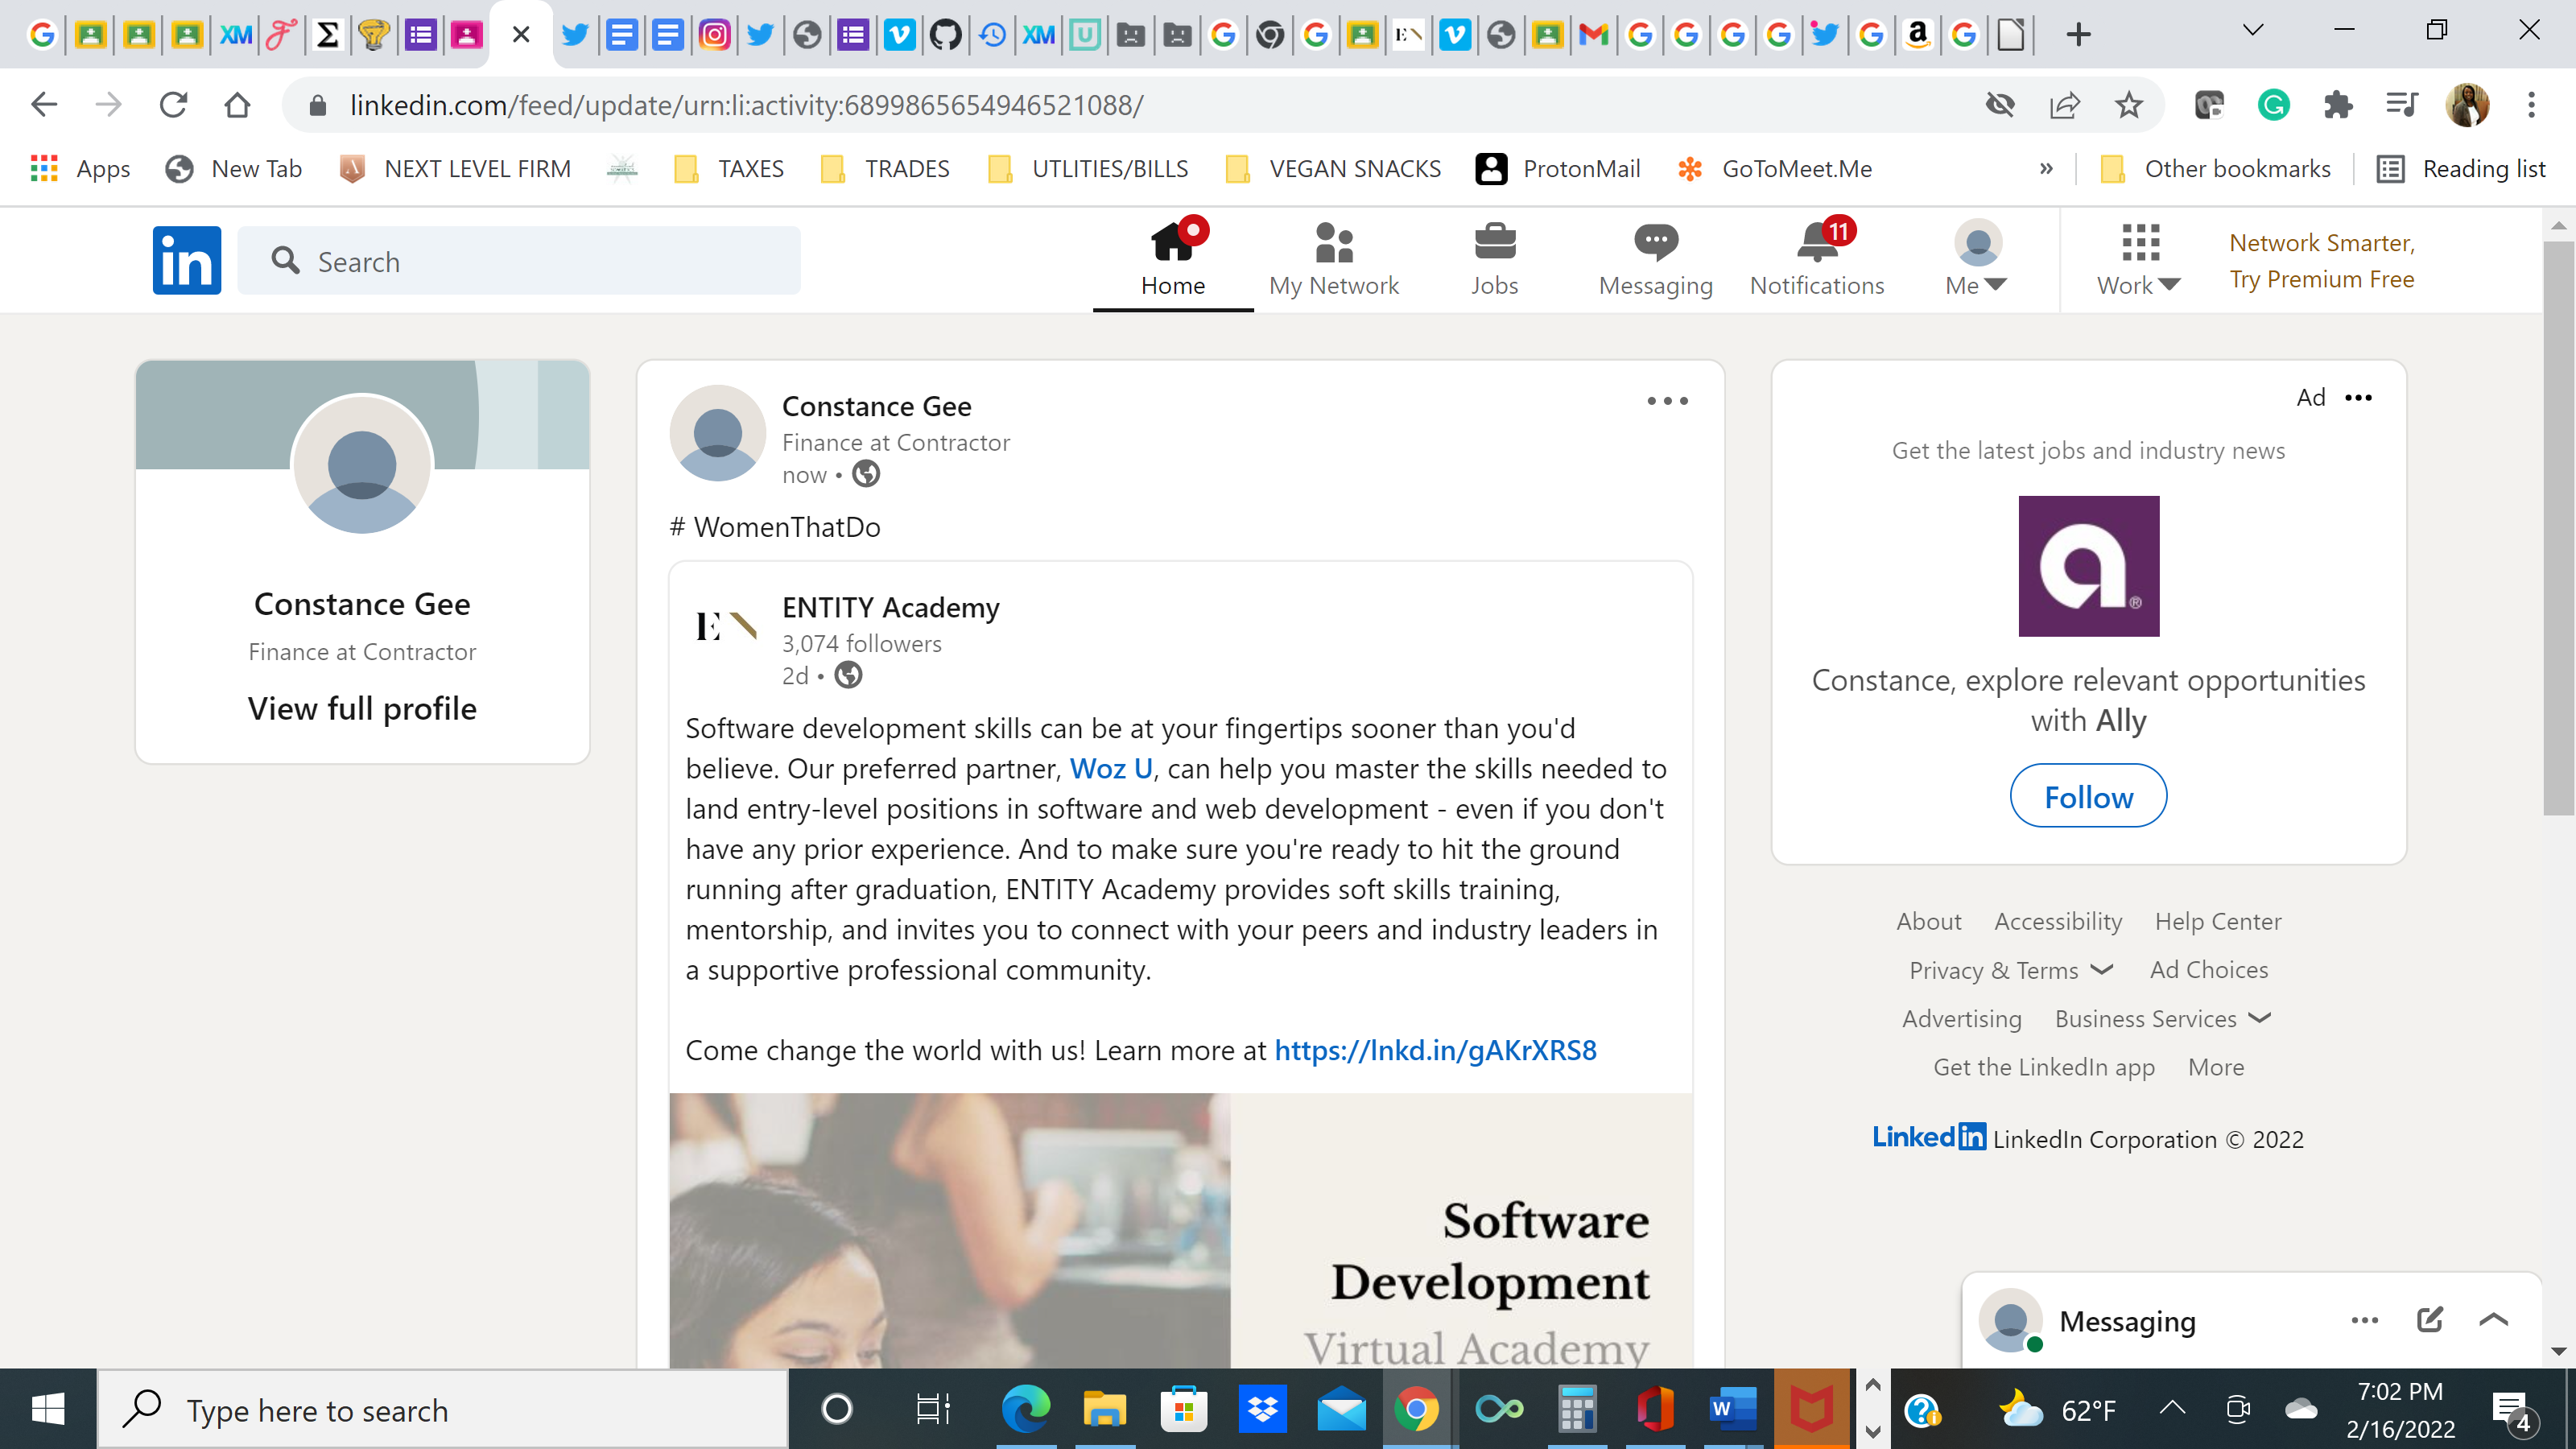 linkedin.com/feed/update/urn:li:activity:6899865654946521088/
Apps
New Tab
NEXT LEVEL FIRM
TAXES
TRADES
UTLITIES/BILLS
VEGAN SNACKS
ProtonMail
GoToMeet.Me
»
Other bookmarks
Reading list
in
Search
Home
My Network
Jobs
Messaging
11
Notifications
Me
Work
Network Smarter,
Try Premium Free
Constance Gee
Finance at Contractor
View full profile
Constance Gee
Finance at Contractor
now •
# WomenThatDo
ENTITY Academy
3,074 followers
2d •
Software development skills can be at your fingertips sooner than you'd
believe. Our preferred partner, Woz U, can help you master the skills needed to
land entry-level positions in software and web development - even if you don't
have any prior experience. And to make sure you're ready to hit the ground
running after graduation, ENTITY Academy provides soft skills training,
mentorship, and invites you to connect with your peers and industry leaders in
a supportive professional community.
Come change the world with us! Learn more at https://lnkd.in/gAKrXRS8
Software
Development
Virtual Academy
Ad
Get the latest jobs and industry news
Constance, explore relevant opportunities
with Ally
Follow
About Accessibility Help Center
Privacy & Terms Ad Choices
Advertising Business Services
Get the LinkedIn app More
LinkedIn LinkedIn Corporation © 2022
Messaging
Type here to search
62°F
7:02 PM
2/16/2022
4